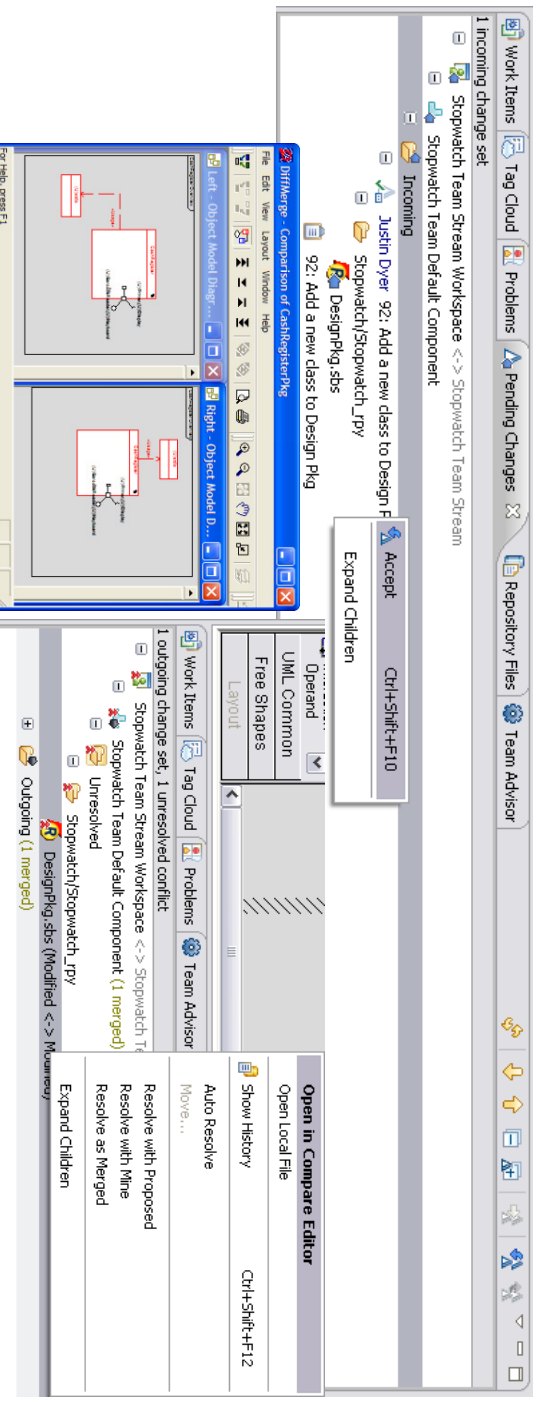 Work Items Tag Cloud Problems Pending Changes Repository Files Team Advisor
1 incoming change set
Stopwatch Team Stream Workspace <-> Stopwatch Team Stream
Stopwatch Team Default Component
Incoming
Justin Dyer 92: Add a new class to Design P
Stopwatch/Stopwatch_rpy
DesignPkg.sbs
92: Add a new class to Design Pkg
Accept Ctrl+Shift+F10
Expand Children
DiffMerge - Comparison of CashRegisterPkg
File Edit View Layout Window Help
Left - Object Model Diagr...
Right - Object Model D...
For Help, press F1
Operand
UML Common
Free Shapes
Layout
Work Items Tag Cloud Problems Team Advisor
1 outgoing change set, 1 unresolved conflict
Stopwatch Team Stream Workspace <-> Stopwatch Te
Stopwatch Team Default Component (1 merged)
Unresolved
Stopwatch/Stopwatch_rpy
DesignPkg.sbs (Modified <-> Modified)
Outgoing (1 merged)
Open in Compare Editor
Open Local File
Show History Ctrl+Shift+F12
Auto Resolve
Move...
Resolve with Proposed
Resolve with Mine
Resolve as Merged
Expand Children